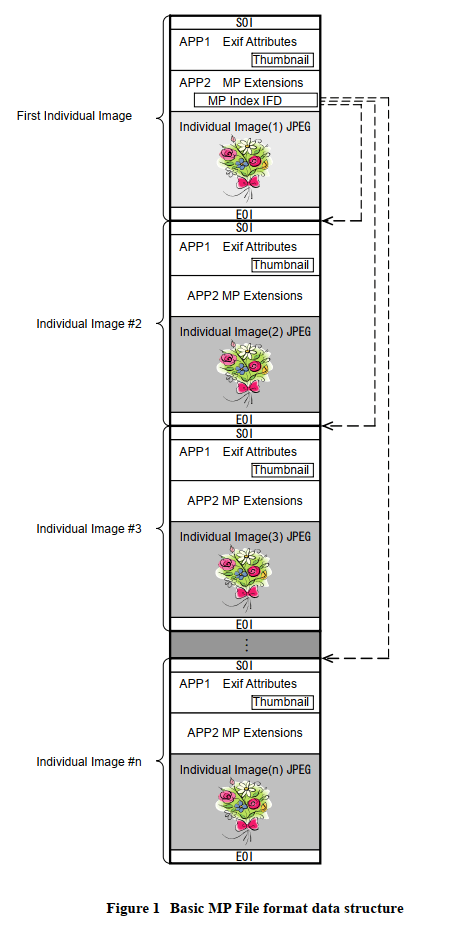 SOI
APP1 Exif Attributes
Thumbnail
APP2 MP Extensions
MP Index IFD
First Individual Image
Individual Image(1) JPEG
EOI
SOI
APP1 Exif Attributes
Thumbnail
APP2 MP Extensions
Individual Image #2
Individual Image(2) JPEG
EOI
SOI
APP1 Exif Attributes
Thumbnail
APP2 MP Extensions
Individual Image #3
Individual Image(3) JPEG
EOI
⋮
SOI
APP1 Exif Attributes
Thumbnail
APP2 MP Extensions
Individual Image #n
Individual Image(n) JPEG
EOI
Figure 1 Basic MP File format data structure